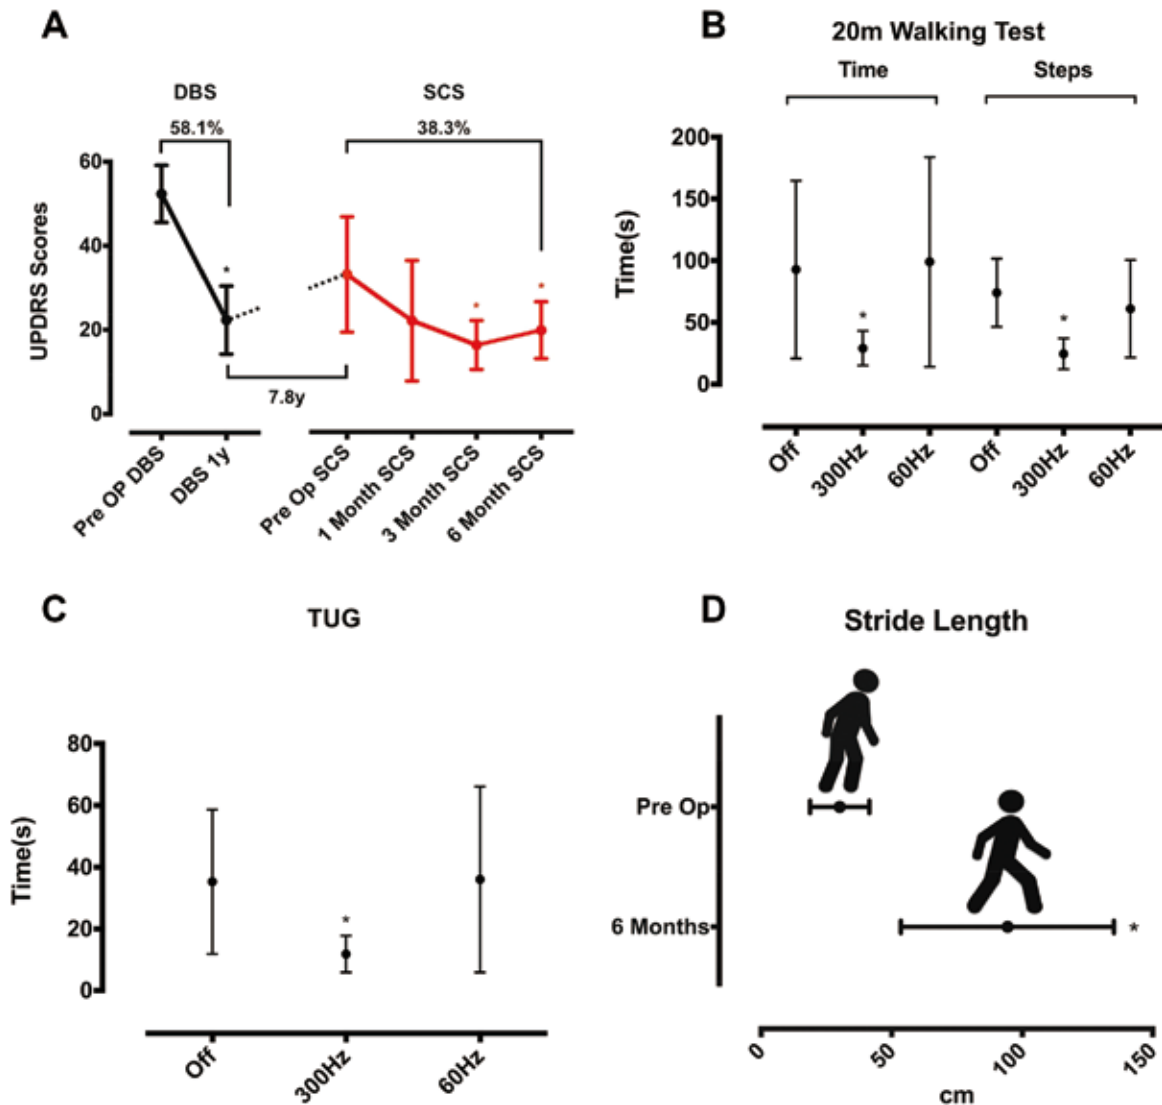 A
DBS
SCS
58.1%
38.3%
UPDRS Scores
60
40
20
0
*
*
*
7.8y
Pre OP DBS
DBS 1y
Pre Op SCS
1 Month SCS
3 Month SCS
6 Month SCS
B
20m Walking Test
Time
Steps
Time(s)
200
150
100
50
0
*
*
Off
300Hz
60Hz
Off
300Hz
60Hz
C
TUG
Time(s)
80
60
40
20
0
*
Off
300Hz
60Hz
D
Stride Length
Pre Op
6 Months
*
0
50
100
150
cm